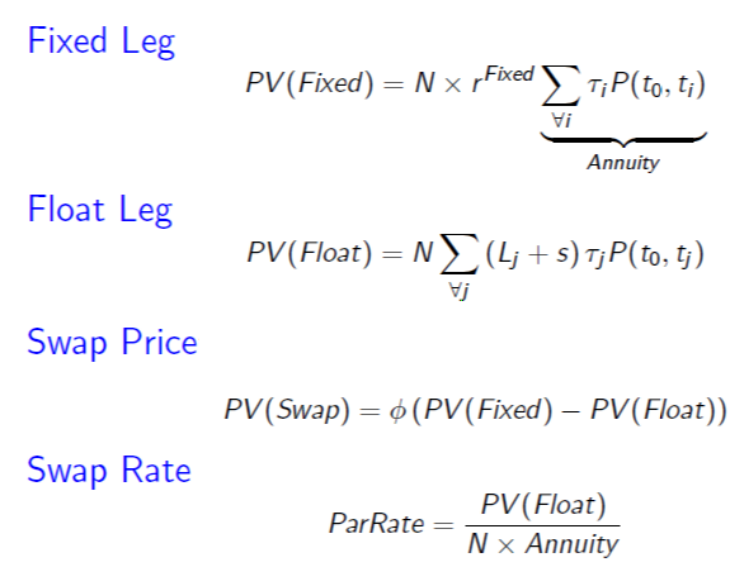 Fixed Leg
PV(Fixed) = N × r^Fixed ∑_{∀i} τ_i P(t_0, t_i)
Annuity
Float Leg
PV(Float) = N ∑_{∀j} (L_j + s) τ_j P(t_0, t_j)
Swap Price
PV(Swap) = ϕ (PV(Fixed) − PV(Float))
Swap Rate
ParRate = PV(Float) / N × Annuity